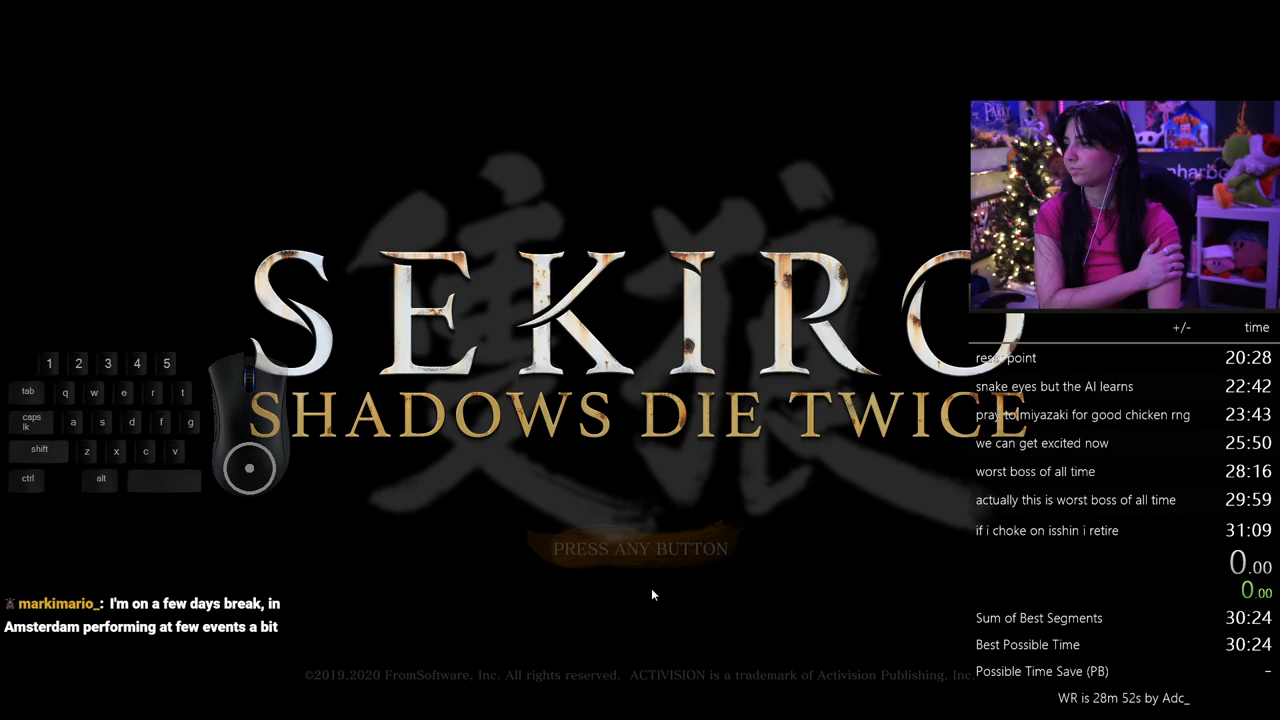 PARKY
pharbo
SEKIRO
SHADOWS DIE TWICE
隻狼
PRESS ANY BUTTON
©2019,2020 FromSoftware, Inc. All rights reserved. ACTIVISION is a trademark of Activision Publishing, Inc.
1 2 3 4 5
tab q w e r t
caps
lk a s d f g
shift z x c v
ctrl alt
markimario_: I'm on a few days break, in
Amsterdam performing at few events a bit
+/- time
reset point 20:28
snake eyes but the AI learns 22:42
pray to miyazaki for good chicken rng 23:43
we can get excited now 25:50
worst boss of all time 28:16
actually this is worst boss of all time 29:59
if i choke on isshin i retire 31:09
0.00
0.00
Sum of Best Segments 30:24
Best Possible Time 30:24
Possible Time Save (PB) –
WR is 28m 52s by Adc_